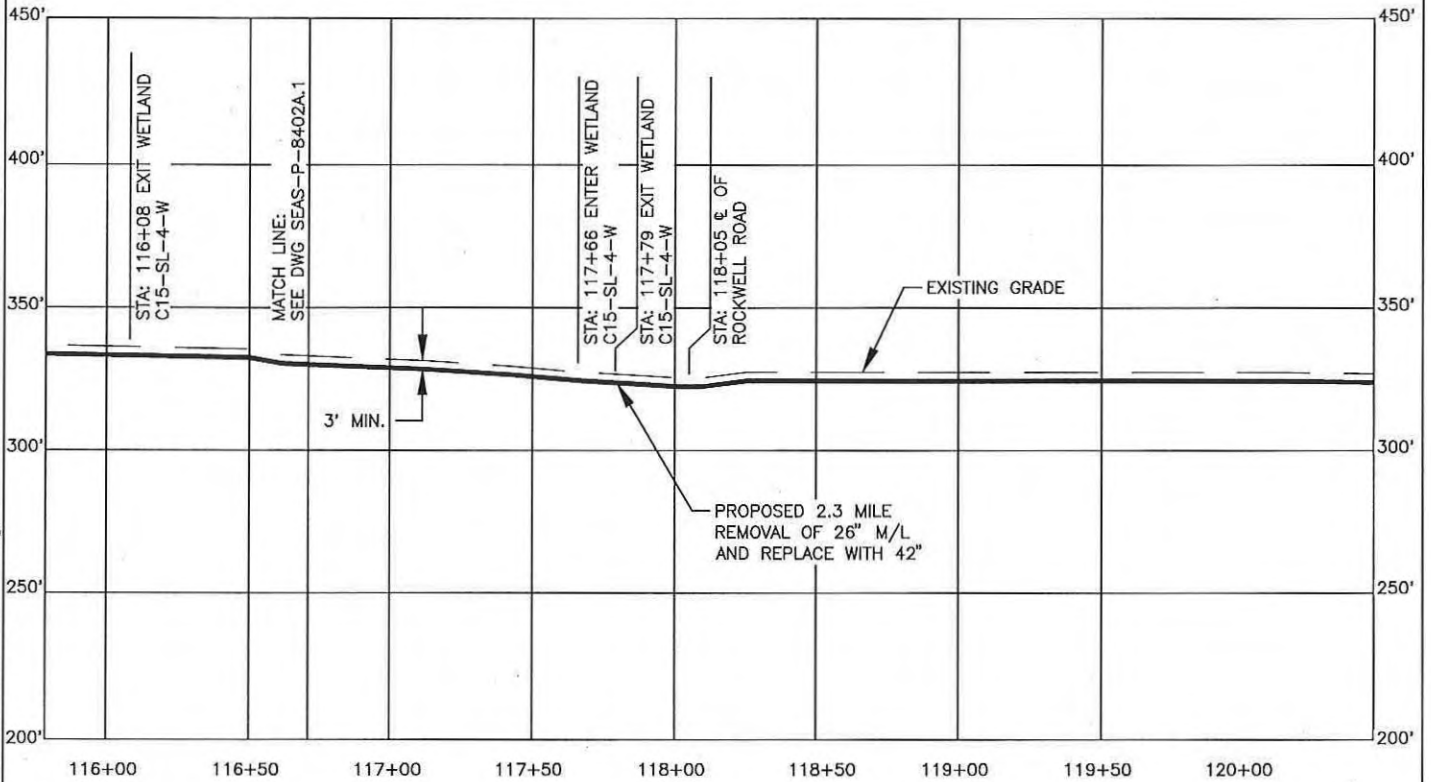 450'
450'
400'
400'
350'
350'
300'
300'
250'
250'
200'
200'
STA: 116+08 EXIT WETLAND
C15-SL-4-W
MATCH LINE:
SEE DWG SEAS-P-8402A.1
STA: 117+66 ENTER WETLAND
C15-SL-4-W
STA: 117+79 EXIT WETLAND
C15-SL-4-W
STA: 118+05 ℄ OF
ROCKWELL ROAD
EXISTING GRADE
3' MIN.
PROPOSED 2.3 MILE
REMOVAL OF 26" M/L
AND REPLACE WITH 42"
116+00
116+50
117+00
117+50
118+00
118+50
119+00
119+50
120+00